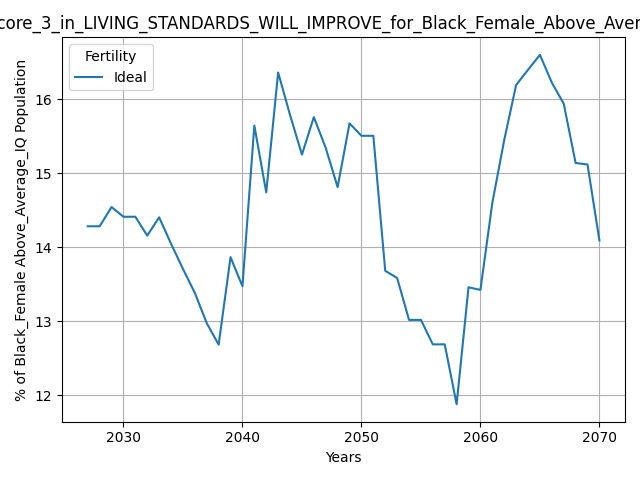 core_3_in_LIVING_STANDARDS_WILL_IMPROVE_for_Black_Female_Above_Aver
Fertility
Ideal
% of Black_Female Above_Average_IQ Population
16
15
14
13
12
2030 2040 2050 2060 2070
Years